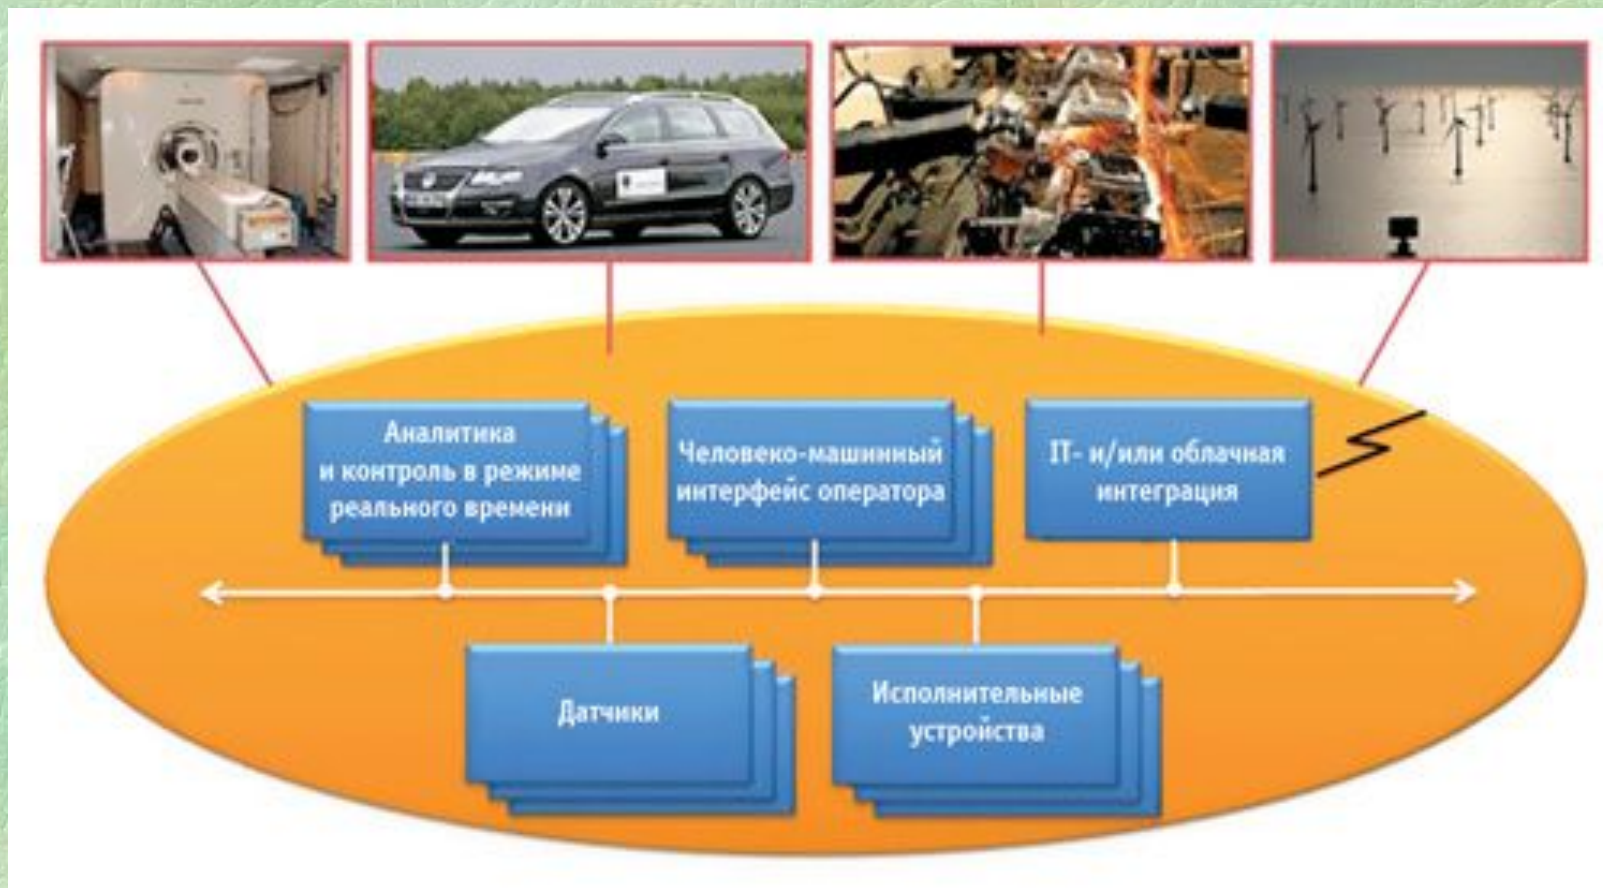 Аналитика
и контроль в режиме
реального времени
Человеко-машинный
интерфейс оператора
IT- и/или облачная
интеграция
Датчики
Исполнительные
устройства